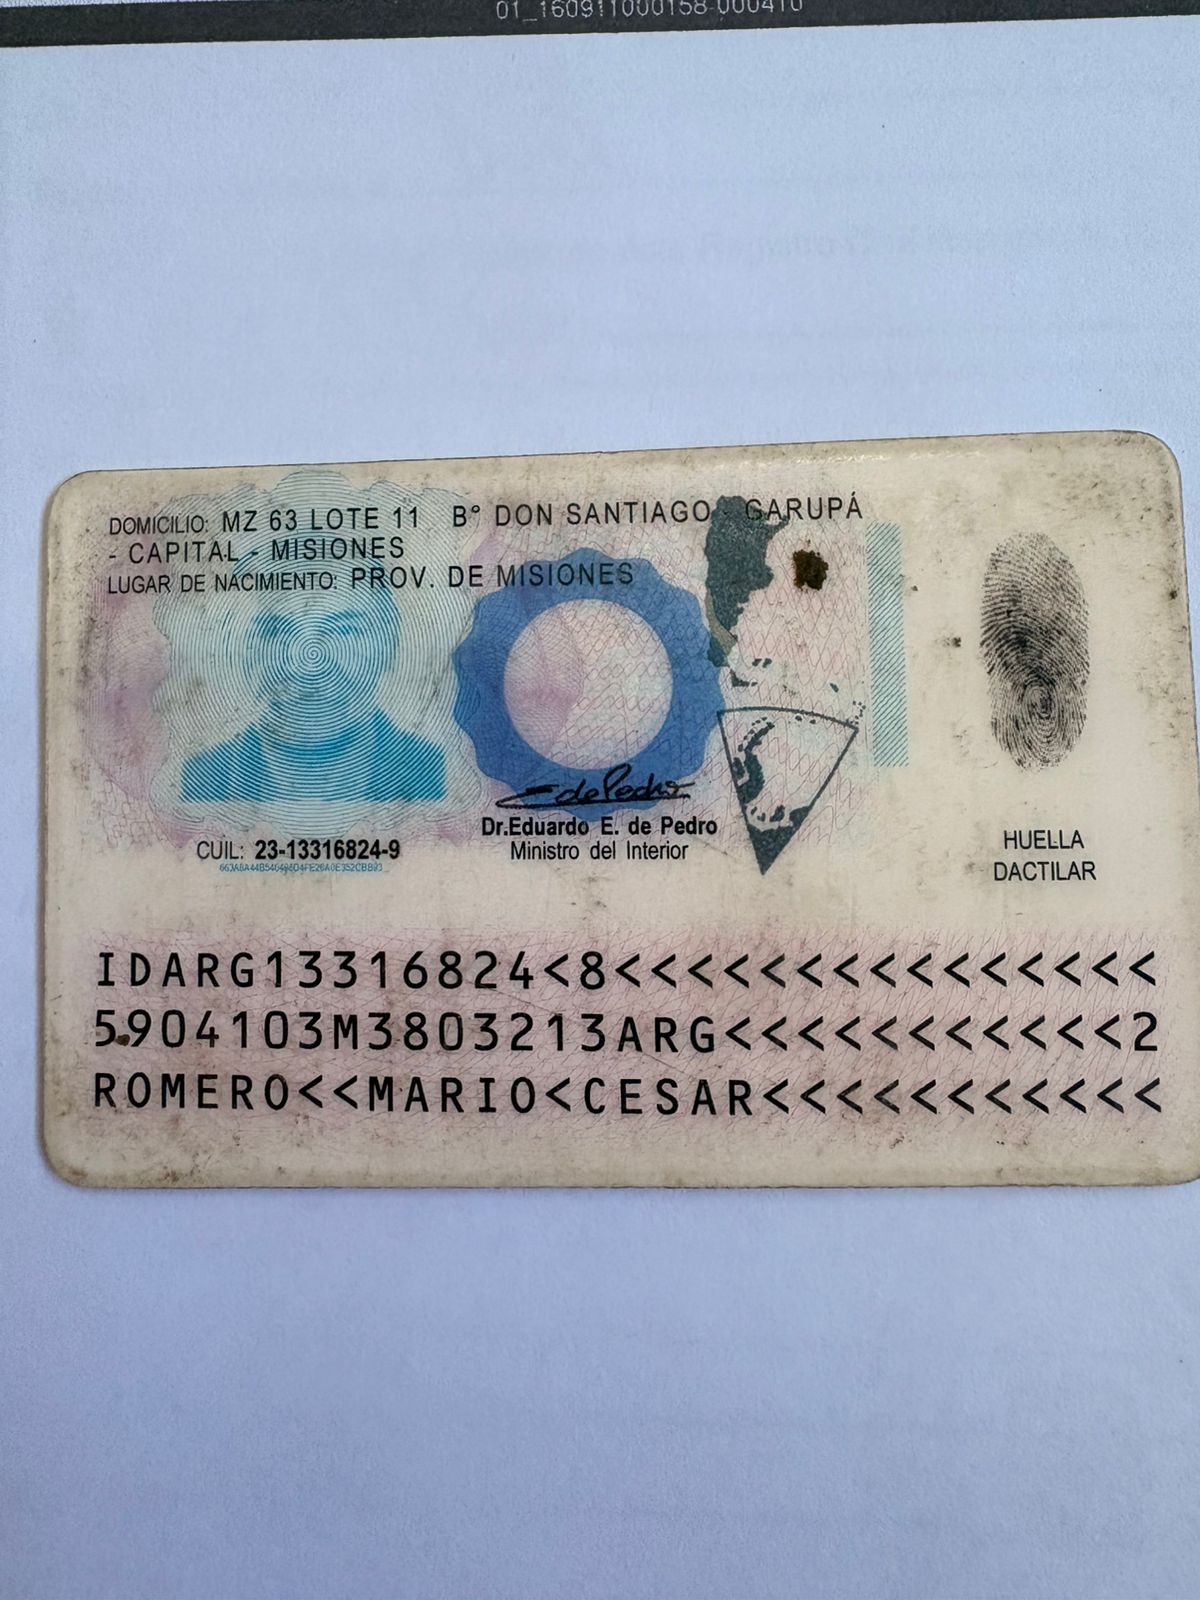 01_160911000158-000410
DOMICILIO: MZ 63 LOTE 11 B° DON SANTIAGO - GARUPÁ
- CAPITAL - MISIONES
LUGAR DE NACIMIENTO: PROV. DE MISIONES
EdePedro
Dr.Eduardo E. de Pedro
Ministro del Interior
CUIL: 23-13316824-9
HUELLA
DACTILAR
IDARG13316824<8<<<<<<<<<<<<<<<
5904103M3803213ARG<<<<<<<<<<<2
ROMERO<<MARIO<CESAR<<<<<<<<<<<